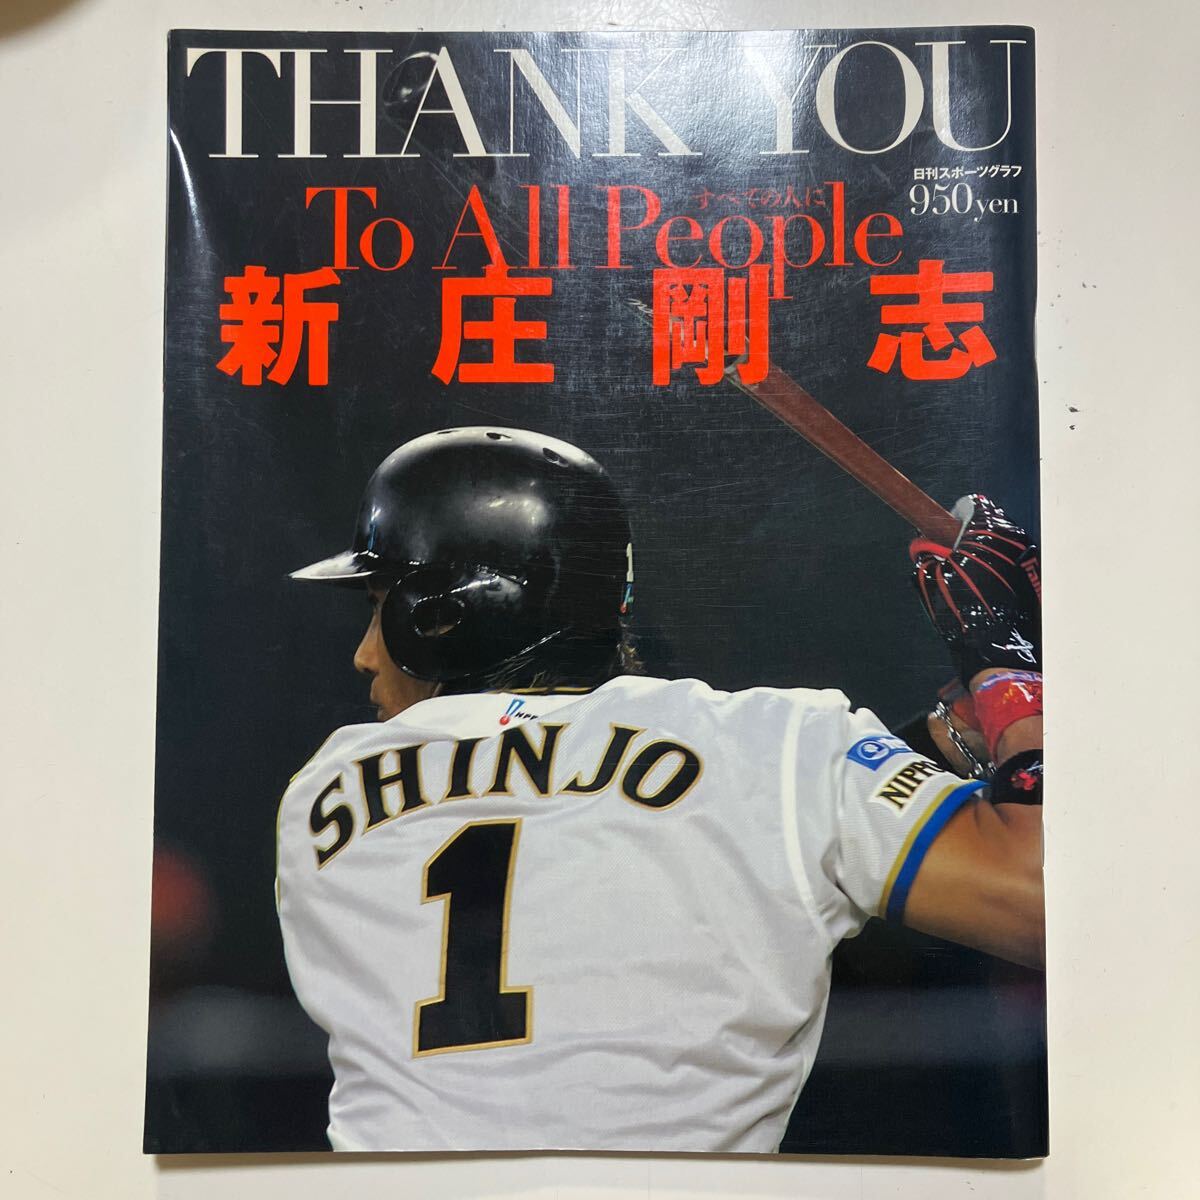 THANK YOU
日刊スポーツグラフ
950yen
すべての人に
To All People
新庄剛志
NPB
SHINJO
1